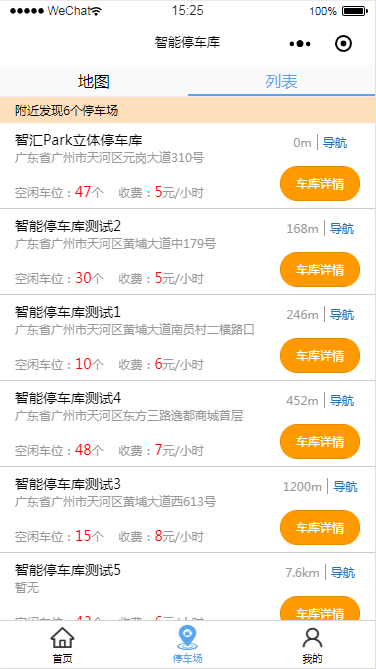 WeChat 15:25 100%
智能停车库
地图 列表
附近发现6个停车场
智汇Park立体停车库 0m | 导航
广东省广州市天河区元岗大道310号
空闲车位：47个 收费：5元/小时 车库详情
智能停车库测试2 168m | 导航
广东省广州市天河区黄埔大道中179号
空闲车位：30个 收费：5元/小时 车库详情
智能停车库测试1 246m | 导航
广东省广州市天河区黄埔大道南员村二横路口
空闲车位：10个 收费：6元/小时 车库详情
智能停车库测试4 452m | 导航
广东省广州市天河区东方三路逸都商城首层
空闲车位：48个 收费：7元/小时 车库详情
智能停车库测试3 1200m | 导航
广东省广州市天河区黄埔大道西613号
空闲车位：15个 收费：8元/小时 车库详情
智能停车库测试5 7.6km | 导航
暂无
空闲车位：42个 收费：6元/小时 车库详情
首页 停车场 我的